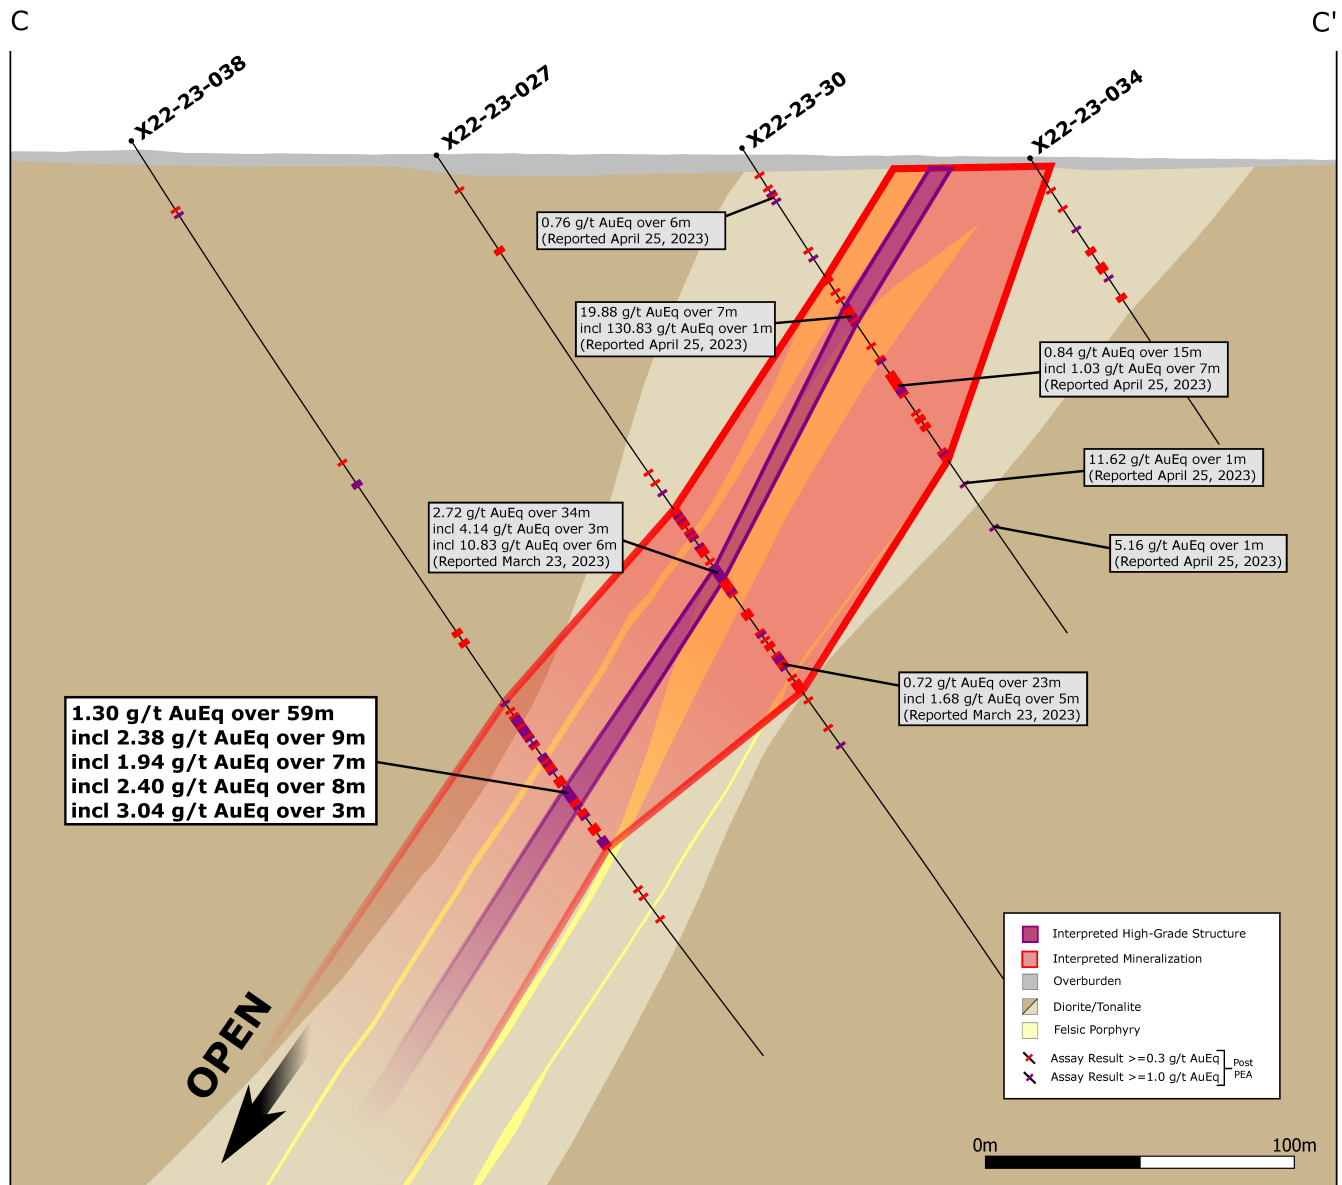 C
C'
X22-23-038
X22-23-027
X22-23-30
X22-23-034
0.76 g/t AuEq over 6m
(Reported April 25, 2023)
19.88 g/t AuEq over 7m
incl 130.83 g/t AuEq over 1m
(Reported April 25, 2023)
0.84 g/t AuEq over 15m
incl 1.03 g/t AuEq over 7m
(Reported April 25, 2023)
11.62 g/t AuEq over 1m
(Reported April 25, 2023)
2.72 g/t AuEq over 34m
incl 4.14 g/t AuEq over 3m
incl 10.83 g/t AuEq over 6m
(Reported March 23, 2023)
5.16 g/t AuEq over 1m
(Reported April 25, 2023)
0.72 g/t AuEq over 23m
incl 1.68 g/t AuEq over 5m
(Reported March 23, 2023)
1.30 g/t AuEq over 59m
incl 2.38 g/t AuEq over 9m
incl 1.94 g/t AuEq over 7m
incl 2.40 g/t AuEq over 8m
incl 3.04 g/t AuEq over 3m
OPEN
Interpreted High-Grade Structure
Interpreted Mineralization
Overburden
Diorite/Tonalite
Felsic Porphyry
Assay Result >=0.3 g/t AuEq
Assay Result >=1.0 g/t AuEq
Post
PEA
0m
100m